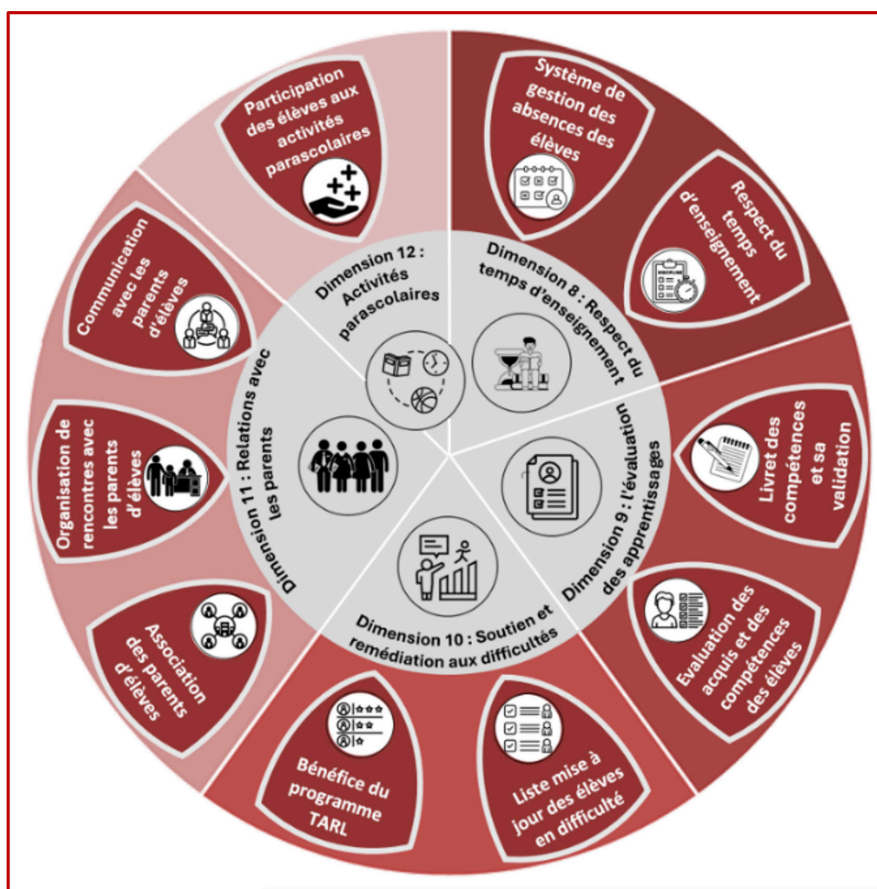 Dimension 8 : Respect du
temps d'enseignement
Système de
gestion des
absences des
élèves
Respect du
temps
d'enseignement
DISCIPLINE
Dimension 9 : l'évaluation
des apprentissages
Livret des
compétences
et sa
validation
Evaluation des
acquis et des
compétences
des élèves
Dimension 10 : Soutien et
remédiation aux difficultés
Liste mise à
jour des élèves
en difficulté
Bénéfice du
programme
TARL
Dimension 11 : Relations avec
les parents
Association
des parents
d'élèves
Organisation de
rencontres avec
les parents
d'élèves
Communication
avec les
parents
d'élèves
Dimension 12 :
Activités
parascolaires
Participation
des élèves aux
activités
parascolaires